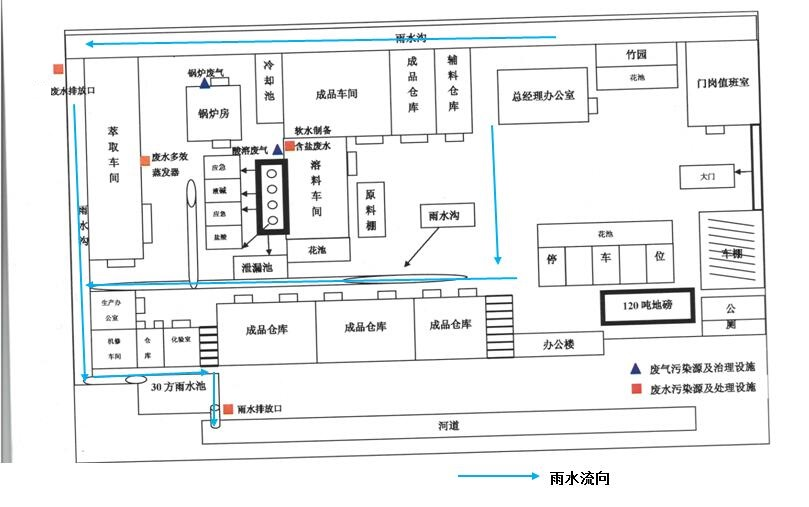 雨水沟
竹园
花池
门岗值班室
锅炉废气
锅炉房
冷却池
成品车间
成品仓库
辅料仓库
总经理办公室
废水排放口
萃取车间
废水多效
蒸发器
酸溶废气
软水制备
含盐废水
溶料车间
应急
液碱
应急
盐酸
原料棚
雨水沟
大门
雨水沟
花池
泄漏池
花池
停车位
车棚
120吨地磅
公厕
生产办
公室
机修
车间
仓库
化验室
成品仓库
成品仓库
成品仓库
办公楼
30方雨水池
雨水排放口
河道
废气污染源及治理设施
废水污染源及处理设施
雨水流向